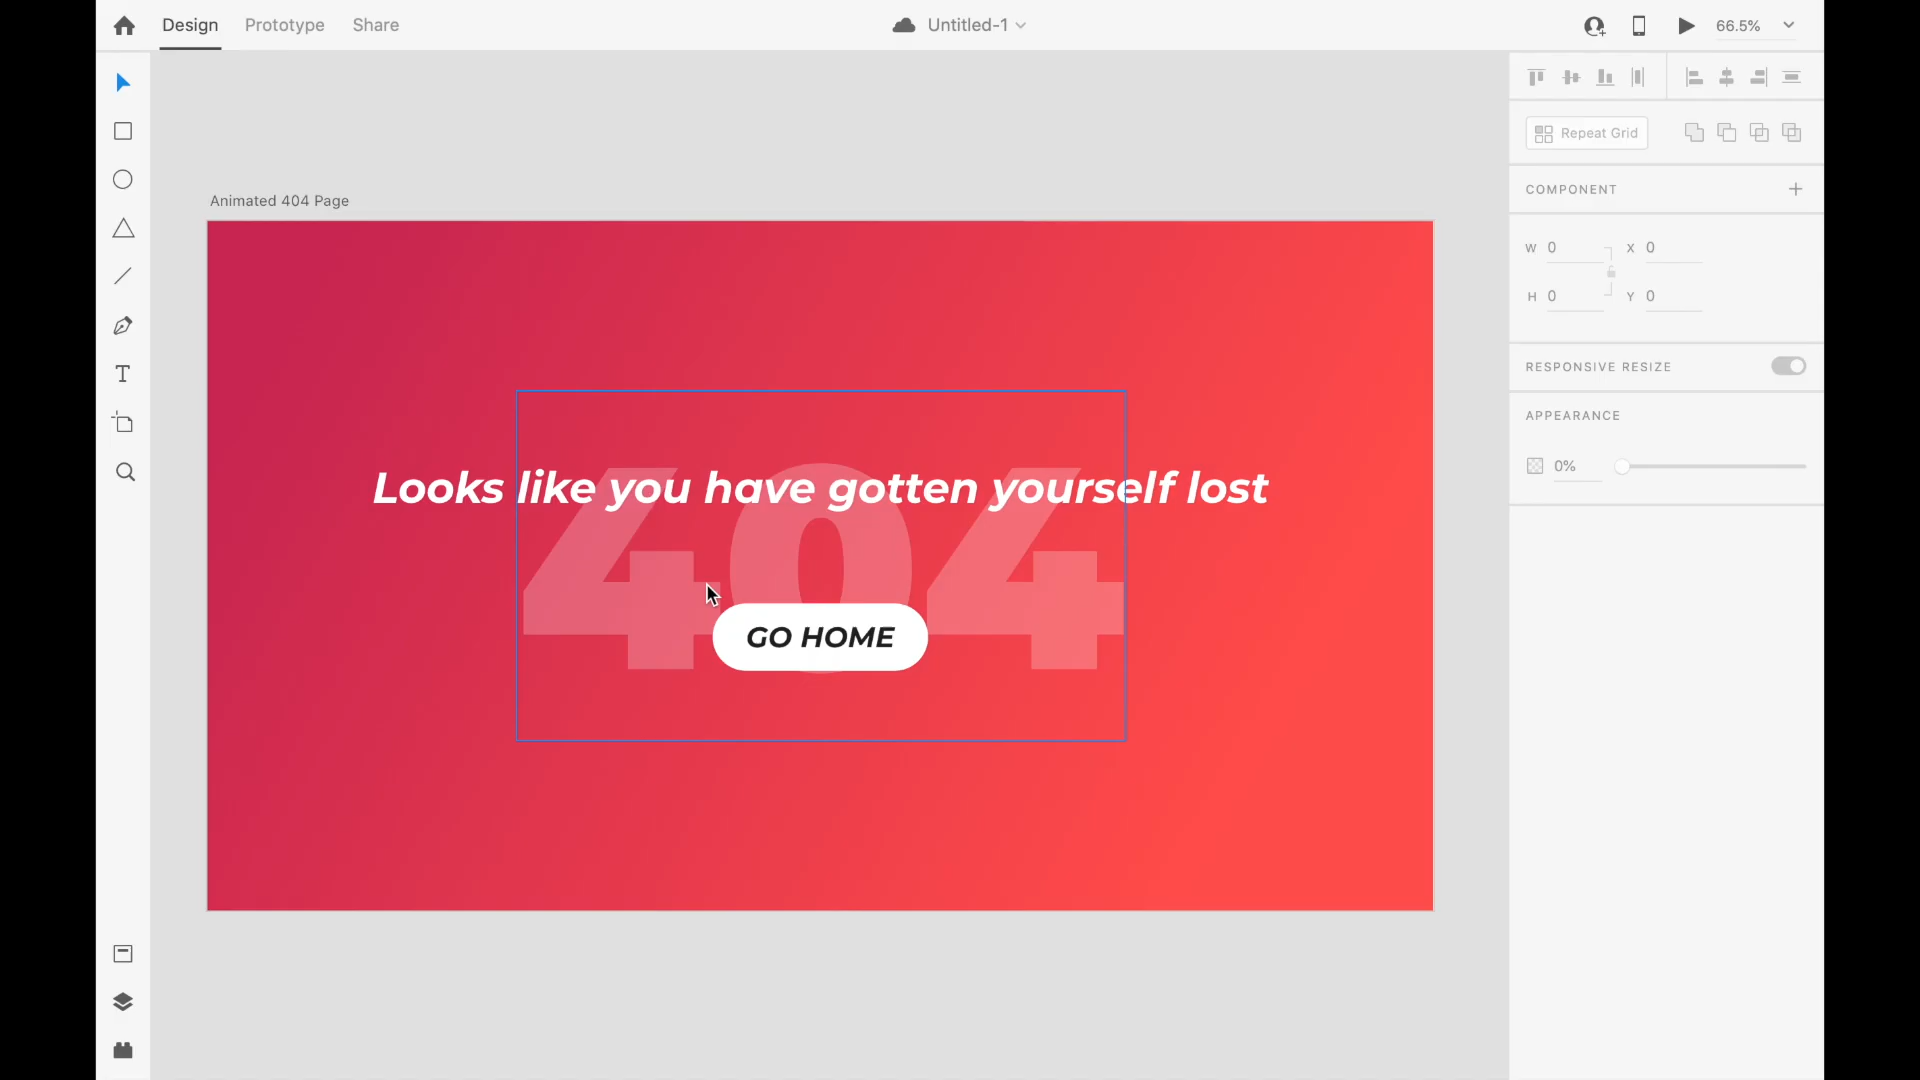 Design Prototype Share Untitled-1 66.5%
Repeat Grid
COMPONENT
W 0 X 0
H 0 Y 0
RESPONSIVE RESIZE
APPEARANCE
0%
Animated 404 Page
Looks like you have gotten yourself lost
404
GO HOME